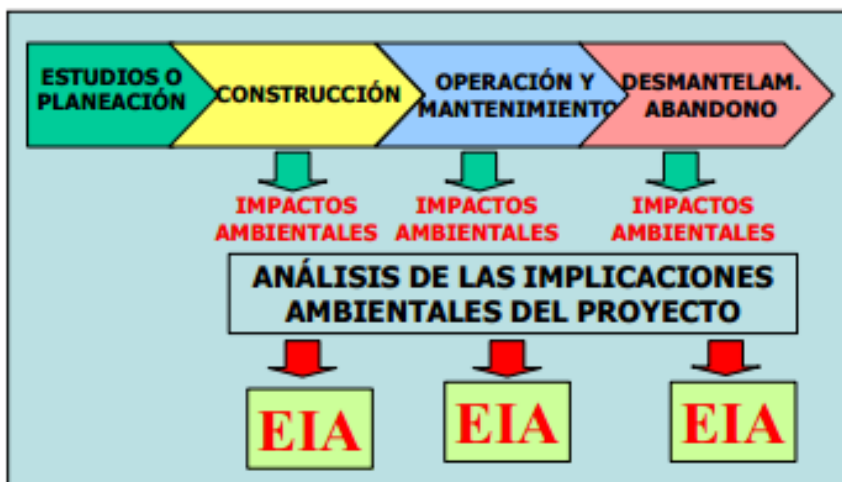 ESTUDIOS O
PLANEACIÓN
CONSTRUCCIÓN
OPERACIÓN Y
MANTENIMIENTO
DESMANTELAM.
ABANDONO
IMPACTOS
AMBIENTALES
IMPACTOS
AMBIENTALES
IMPACTOS
AMBIENTALES
ANÁLISIS DE LAS IMPLICACIONES
AMBIENTALES DEL PROYECTO
EIA
EIA
EIA